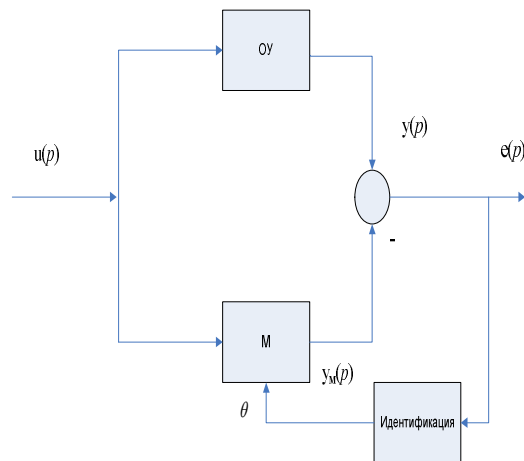 ОУ
y(p)
u(p)
e(p)
-
М
yм(p)
θ
Идентификация